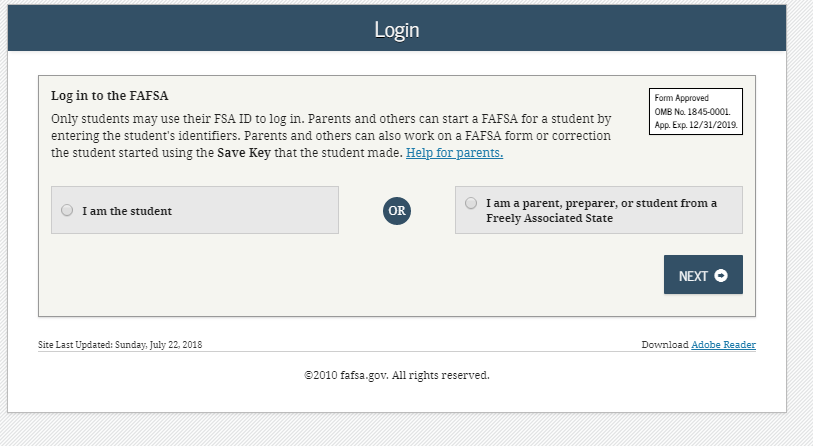 Login
Log in to the FAFSA
Only students may use their FSA ID to log in. Parents and others can start a FAFSA for a student by
entering the student's identifiers. Parents and others can also work on a FAFSA form or correction
the student started using the Save Key that the student made. Help for parents.
Form Approved
OMB No. 1845-0001.
App. Exp. 12/31/2019.
I am the student
OR
I am a parent, preparer, or student from a
Freely Associated State
NEXT
Site Last Updated: Sunday, July 22, 2018
Download Adobe Reader
©2010 fafsa.gov. All rights reserved.